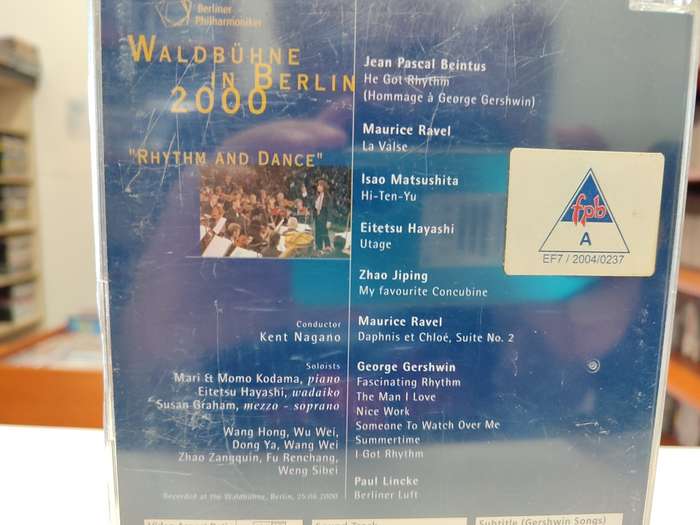 Berliner
Philharmoniker
WALDBÜHNE
IN BERLIN
2000
"RHYTHM AND DANCE"
Conductor
Kent Nagano
Soloists
Mari & Momo Kodama, piano
Eitetsu Hayashi, wadaiko
Susan Graham, mezzo - soprano
Wang Hong, Wu Wei,
Dong Ya, Wang Wei
Zhao Zangquin, Fu Renchang,
Weng Sibei
Recorded at the Waldbühne, Berlin, 25.06.2000
Jean Pascal Beintus
He Got Rhythm
(Hommage à George Gershwin)
Maurice Ravel
La Valse
Isao Matsushita
Hi-Ten-Yu
Eitetsu Hayashi
Utage
Zhao Jiping
My favourite Concubine
Maurice Ravel
Daphnis et Chloé, Suite No. 2
George Gershwin
Fascinating Rhythm
The Man I Love
Nice Work
Someone To Watch Over Me
Summertime
I Got Rhythm
Paul Lincke
Berliner Luft
fpb
A
EF7 / 2004/0237
Subtitle (Gershwin Songs)